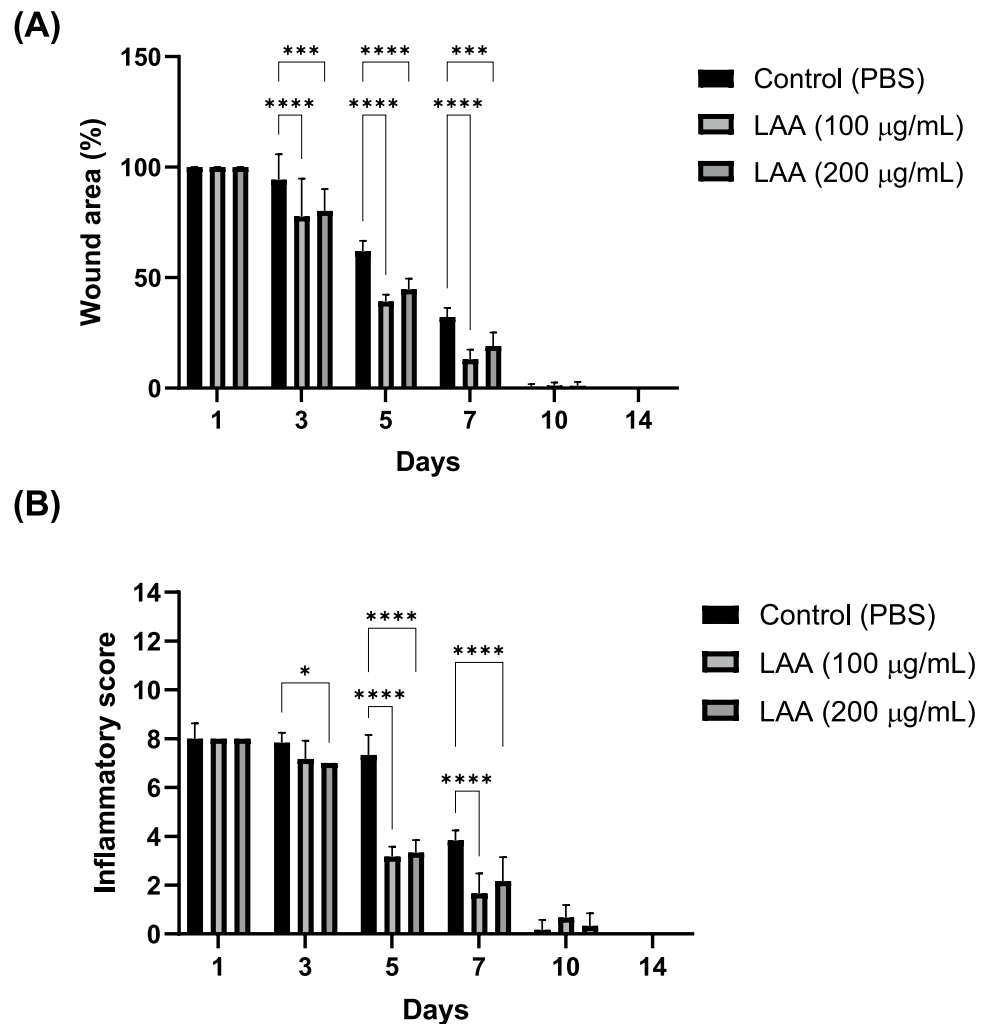 (A)
Wound area (%)
150
100
50
0
*** **** ***
**** **** ****
1 3 5 7 10 14
Days
Control (PBS)
LAA (100 μg/mL)
LAA (200 μg/mL)
(B)
Inflammatory score
14
12
10
8
6
4
2
0
****
****
*
****
****
1 3 5 7 10 14
Days
Control (PBS)
LAA (100 μg/mL)
LAA (200 μg/mL)